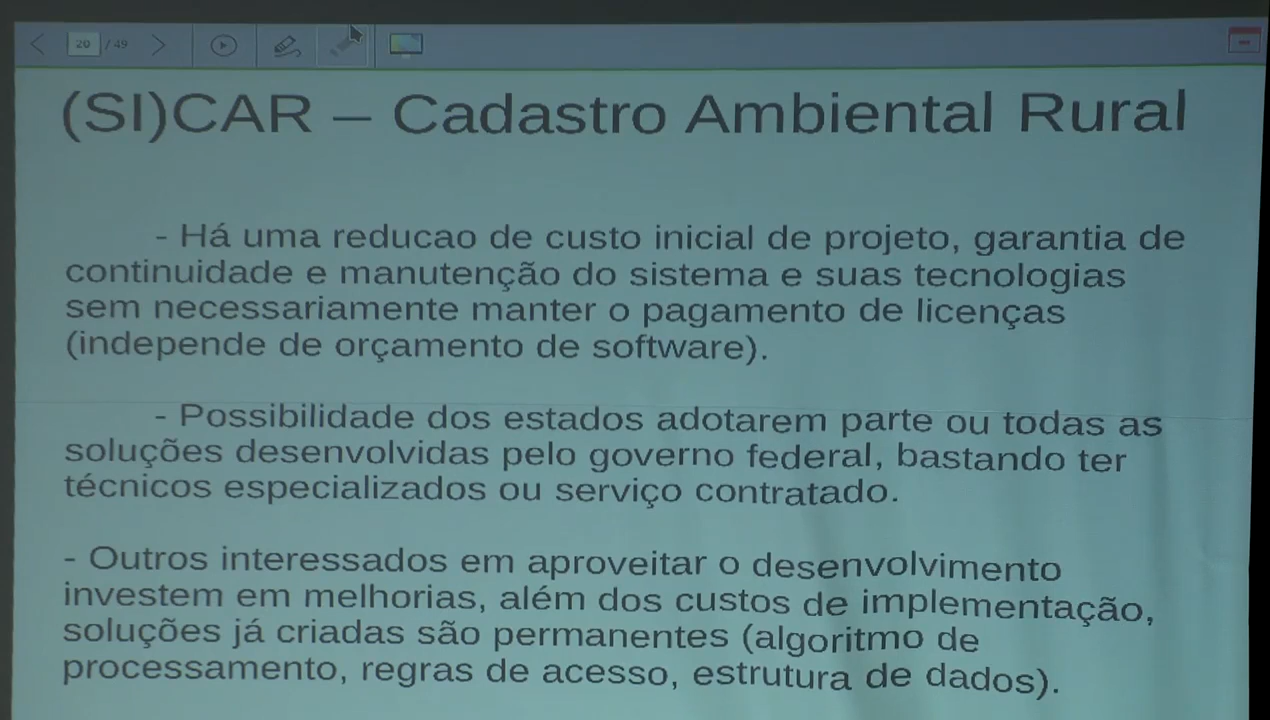 20 / 49
(SI)CAR – Cadastro Ambiental Rural
- Há uma reducao de custo inicial de projeto, garantia de
continuidade e manutenção do sistema e suas tecnologias
sem necessariamente manter o pagamento de licenças
(independe de orçamento de software).
- Possibilidade dos estados adotarem parte ou todas as
soluções desenvolvidas pelo governo federal, bastando ter
técnicos especializados ou serviço contratado.
- Outros interessados em aproveitar o desenvolvimento
investem em melhorias, além dos custos de implementação,
soluções já criadas são permanentes (algoritmo de
processamento, regras de acesso, estrutura de dados).